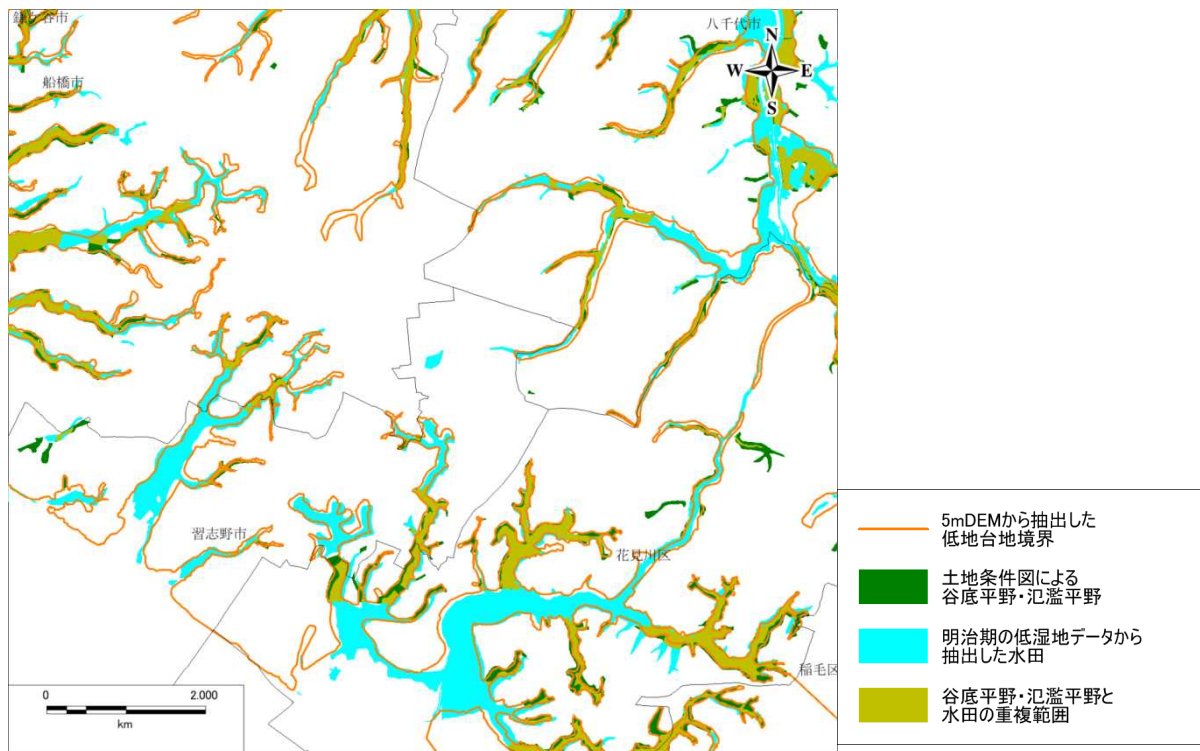 鎌ケ谷市
八千代市
N
W E
S
船橋市
習志野市
花見川区
稲毛区
0 2.000
km
5mDEMから抽出した
低地台地境界
土地条件図による
谷底平野・氾濫平野
明治期の低湿地データから
抽出した水田
谷底平野・氾濫平野と
水田の重複範囲